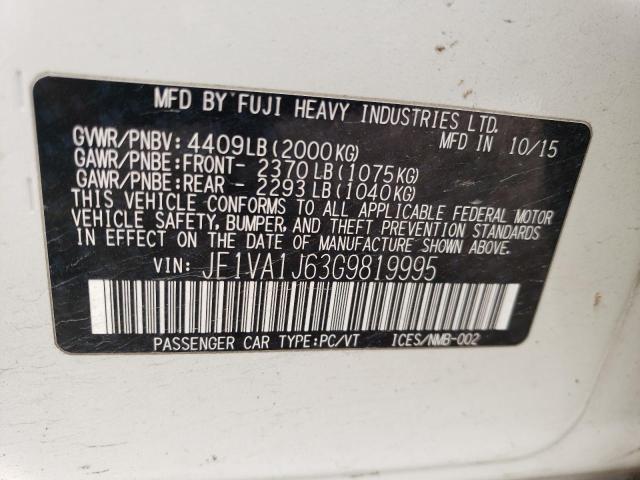 MFD BY FUJI HEAVY INDUSTRIES LTD.
GVWR/PNBV: 4409LB(2000KG) MFD IN 10/15
GAWR/PNBE:FRONT- 2370LB(1075KG)
GAWR/PNBE:REAR - 2293LB(1040KG)
THIS VEHICLE CONFORMS TO ALL APPLICABLE FEDERAL MOTOR
VEHICLE SAFETY, BUMPER, AND THEFT PREVENTION STANDARDS
IN EFFECT ON THE DATE OF MANUFACTURE SHOWN ABOVE.
VIN: JF1VA1J63G9819995
PASSENGER CAR TYPE:PC/VT ICES/NMB-002